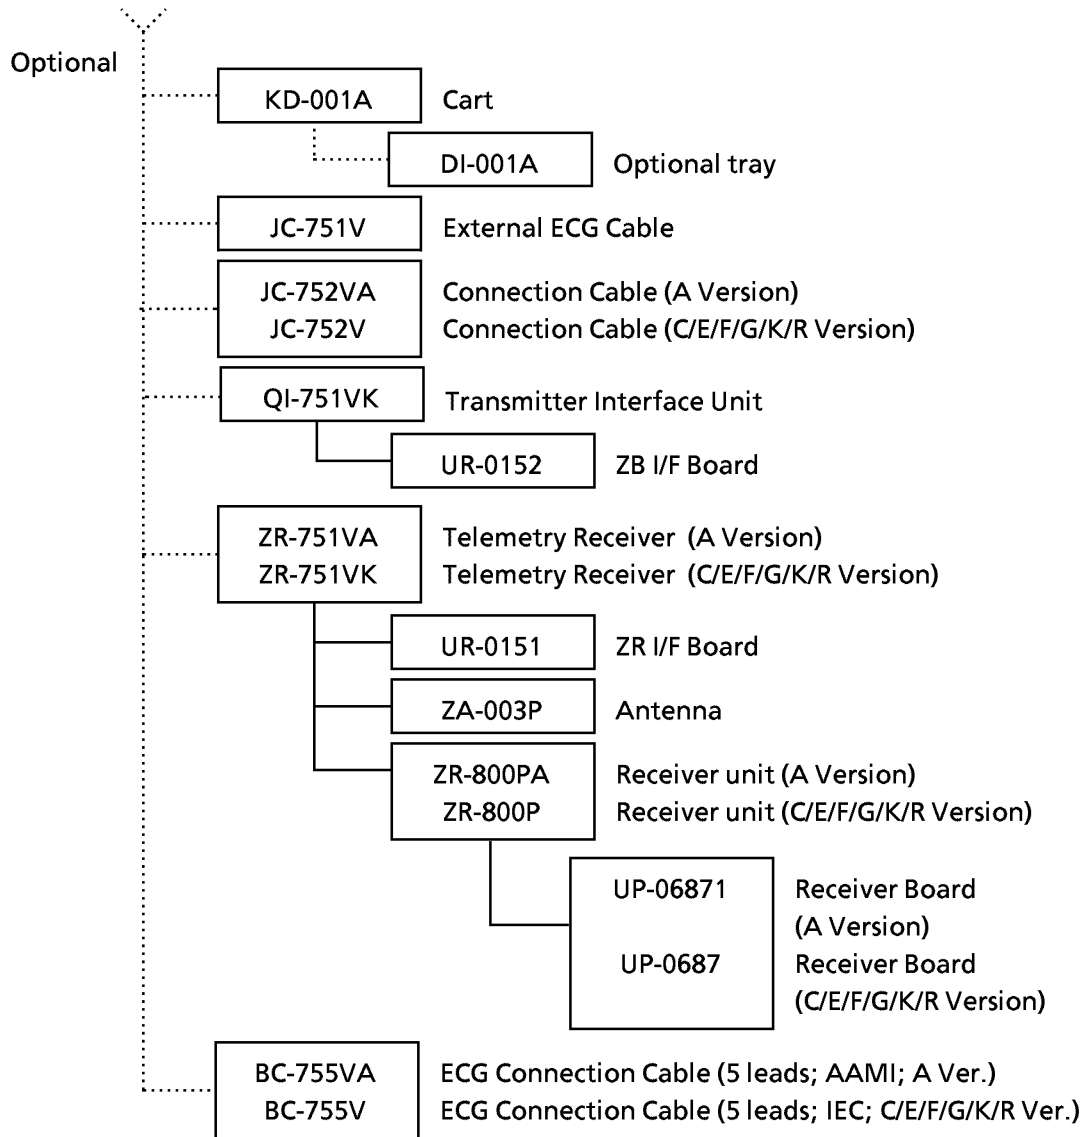 Optional
KD-001A Cart
DI-001A Optional tray
JC-751V External ECG Cable
JC-752VA Connection Cable (A Version)
JC-752V Connection Cable (C/E/F/G/K/R Version)
QI-751VK Transmitter Interface Unit
UR-0152 ZB I/F Board
ZR-751VA Telemetry Receiver (A Version)
ZR-751VK Telemetry Receiver (C/E/F/G/K/R Version)
UR-0151 ZR I/F Board
ZA-003P Antenna
ZR-800PA Receiver unit (A Version)
ZR-800P Receiver unit (C/E/F/G/K/R Version)
UP-06871 Receiver Board
(A Version)
UP-0687 Receiver Board
(C/E/F/G/K/R Version)
BC-755VA ECG Connection Cable (5 leads; AAMI; A Ver.)
BC-755V ECG Connection Cable (5 leads; IEC; C/E/F/G/K/R Ver.)